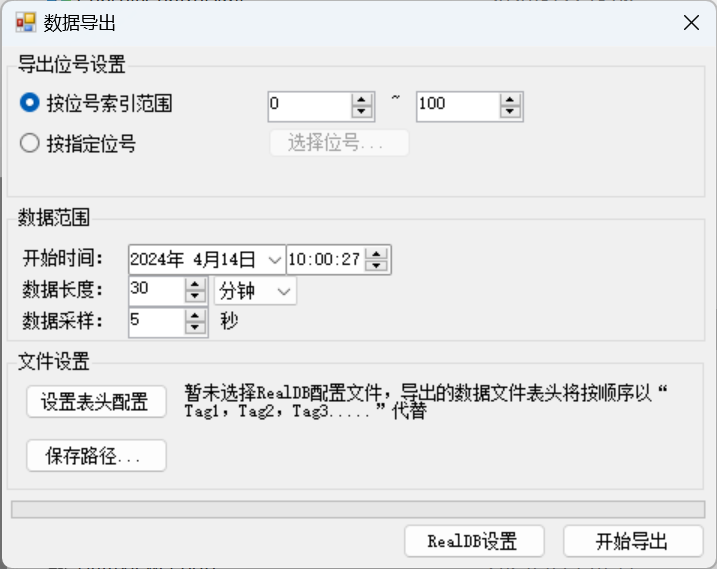 数据导出
导出位号设置
按位号索引范围 0 ~ 100
按指定位号 选择位号...
数据范围
开始时间： 2024年 4月14日 10:00:27
数据长度： 30 分钟
数据采样： 5 秒
文件设置
设置表头配置
暂未选择RealDB配置文件，导出的数据文件表头将按顺序以“
Tag1，Tag2，Tag3.....”代替
保存路径...
RealDB设置 开始导出